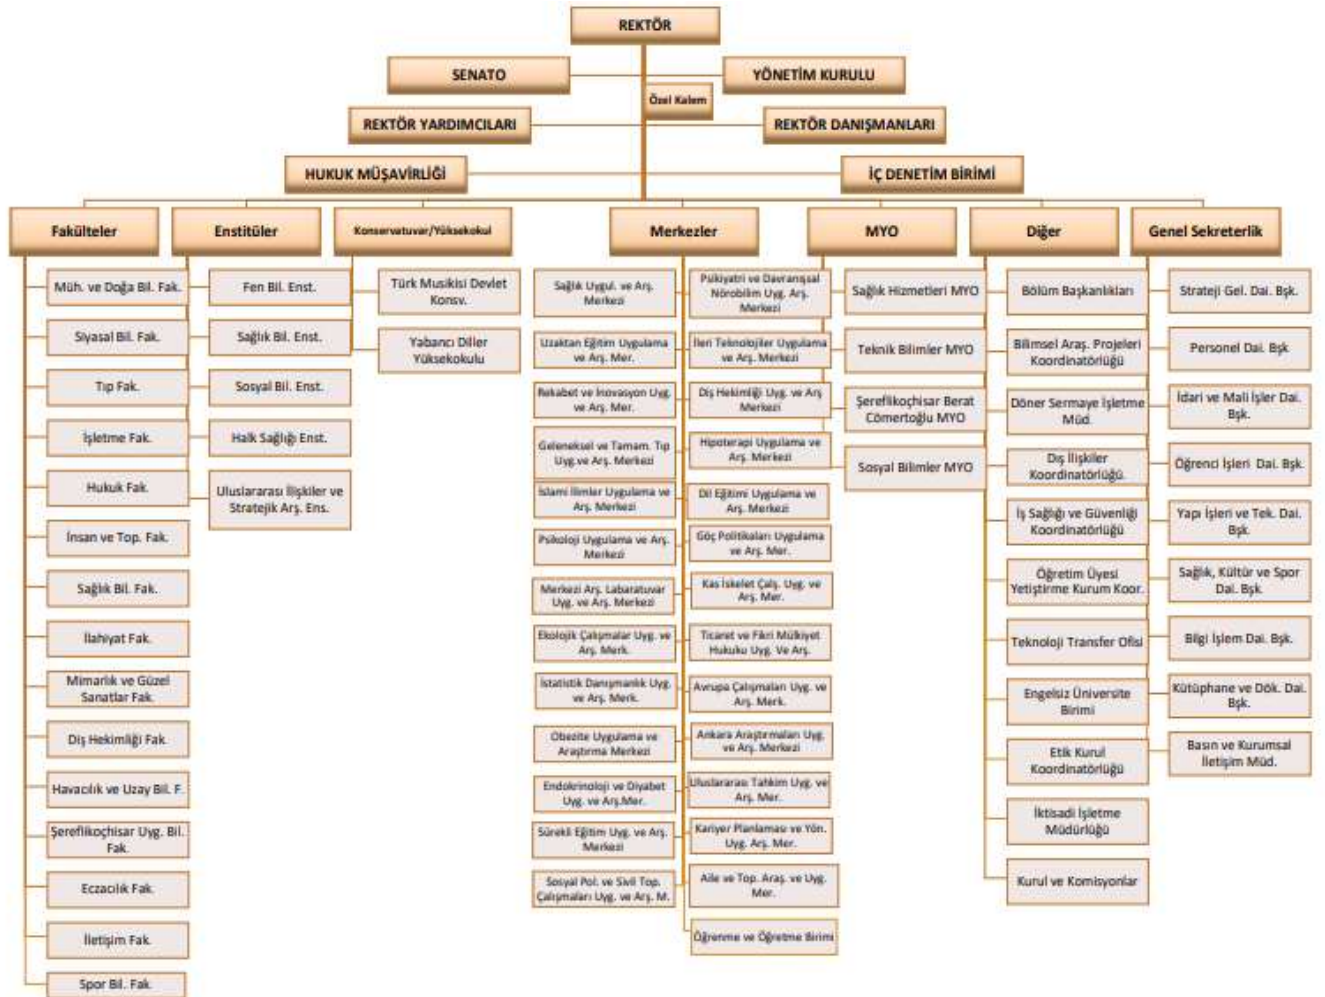 REKTÖR
SENATO
YÖNETİM KURULU
Özel Kalem
REKTÖR YARDIMCILARI
REKTÖR DANIŞMANLARI
HUKUK MÜŞAVİRLİĞİ
İÇ DENETİM BİRİMİ
Fakülteler
Müh. ve Doğa Bil. Fak.
Siyasal Bil. Fak.
Tıp Fak.
İşletme Fak.
Hukuk Fak.
İnsan ve Top. Fak.
Sağlık Bil. Fak.
İlahiyat Fak.
Mimarlık ve Güzel
Sanatlar Fak.
Diş Hekimliği Fak.
Havacılık ve Uzay Bil. F.
Şereflikoçhisar Uyg. Bil.
Fak.
Eczacılık Fak.
İletişim Fak.
Spor Bil. Fak.
Enstitüler
Fen Bil. Enst.
Sağlık Bil. Enst.
Sosyal Bil. Enst.
Halk Sağlığı Enst.
Uluslararası İlişkiler ve
Stratejik Arş. Ens.
Konservatuvar/Yüksekokul
Türk Musikisi Devlet
Konsv.
Yabancı Diller
Yüksekokulu
Merkezler
Sağlık Uygul. ve Arş.
Merkezi
Uzaktan Eğitim Uygulama
ve Arş. Mer.
Rekabet ve İnovasyon Uyg.
ve Arş. Mer.
Geleneksel ve Tamam. Tıp
Uyg.ve Arş. Merkezi
İslami İlimler Uygulama ve
Arş. Merkezi
Psikoloji Uygulama ve Arş.
Merkezi
Merkezi Arş. Labaratuvar
Uyg. ve Arş. Merkezi
Ekolojik Çalışmalar Uyg. ve
Arş. Merk.
İstatistik Danışmanlık Uyg.
ve Arş. Merk.
Obezite Uygulama ve
Araştırma Merkezi
Endokrinoloji ve Diyabet
Uyg. ve Arş.Mer.
Sürekli Eğitim Uyg. ve Arş.
Merkezi
Sosyal Pol. ve Sivil Top.
Çalışmaları Uyg. ve Arş. M.
Psikiyatri ve Davranışsal
Nörobilim Uyg. Arş.
Merkezi
İleri Teknolojiler Uygulama
ve Arş. Merkezi
Diş Hekimliği Uyg. ve Arş
Merkezi
Hipoterapi Uygulama ve
Arş. Merkezi
Dil Eğitimi Uygulama ve
Arş. Merkezi
Göç Politikaları Uygulama
ve Arş. Mer.
Kas İskelet Çalş. Uyg. ve
Arş. Mer.
Ticaret ve Fikri Mülkiyet
Hukuku Uyg. Ve Arş.
Avrupa Çalışmaları Uyg. ve
Arş. Merk.
Ankara Araştırmaları Uyg.
ve Arş. Merkezi
Uluslararası Tahkim Uyg. ve
Arş. Mer.
Kariyer Planlaması ve Yön.
Uyg. Arş. Mer.
Aile ve Top. Araş. ve Uyg.
Mer.
Öğrenme ve Öğretme Birimi
MYO
Sağlık Hizmetleri MYO
Teknik Bilimler MYO
Şereflikoçhisar Berat
Cömertoğlu MYO
Sosyal Bilimler MYO
Diğer
Bölüm Başkanlıkları
Bilimsel Araş. Projeleri
Koordinatörlüğü
Döner Sermaye İşletme
Müd.
Dış İlişkiler
Koordinatörlüğü.
İş Sağlığı ve Güvenliği
Koordinatörlüğü
Öğretim Üyesi
Yetiştirme Kurum Koor.
Teknoloji Transfer Ofisi
Engelsiz Üniversite
Birimi
Etik Kurul
Koordinatörlüğü
İktisadi İşletme
Müdürlüğü
Kurul ve Komisyonlar
Genel Sekreterlik
Strateji Gel. Dai. Bşk.
Personel Dai. Bşk
İdari ve Mali İşler Dai.
Bşk.
Öğrenci İşleri Dai. Bşk.
Yapı İşleri ve Tek. Dai.
Bşk.
Sağlık, Kültür ve Spor
Dai. Bşk.
Bilgi İşlem Dai. Bşk.
Kütüphane ve Dök. Dai.
Bşk.
Basın ve Kurumsal
İletişim Müd.